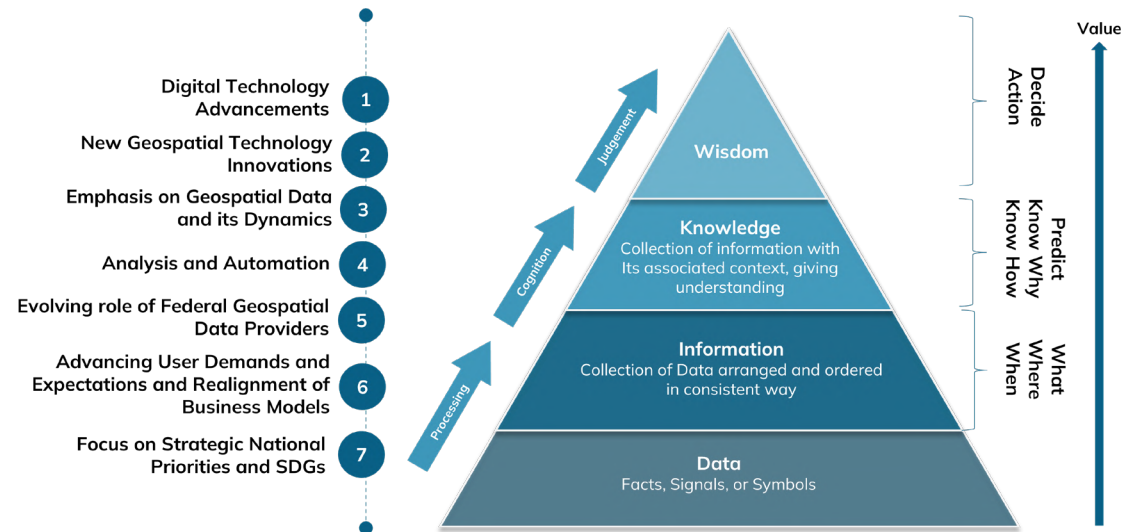 Digital Technology
Advancements
1
New Geospatial Technology
Innovations
2
Emphasis on Geospatial Data
and its Dynamics
3
Analysis and Automation
4
Evolving role of Federal Geospatial
Data Providers
5
Advancing User Demands and
Expectations and Realignment of
Business Models
6
Focus on Strategic National
Priorities and SDGs
7
Judgement
Cognition
Processing
Wisdom
Knowledge
Collection of information with
Its associated context, giving
understanding
Information
Collection of Data arranged and ordered
in consistent way
Data
Facts, Signals, or Symbols
Decide
Action
Predict
Know Why
Know How
What
Where
When
Value